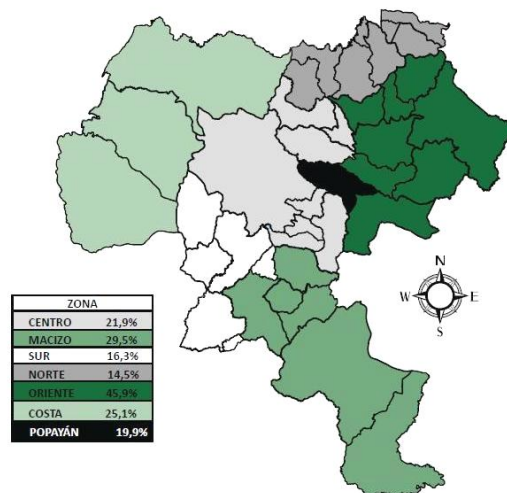 N
W E
S
ZONA
CENTRO 21,9%
MACIZO 29,5%
SUR 16,3%
NORTE 14,5%
ORIENTE 45,9%
COSTA 25,1%
POPAYÁN 19,9%